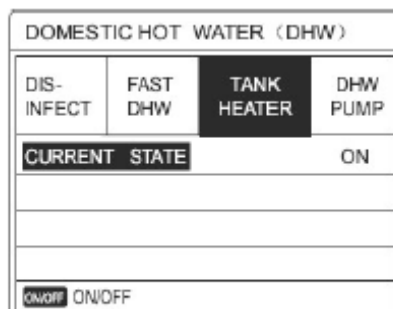 DOMESTIC HOT WATER (DHW)
DIS-
INFECT
FAST
DHW
TANK
HEATER
DHW
PUMP
CURRENT STATE ON
ON/OFF ON/OFF